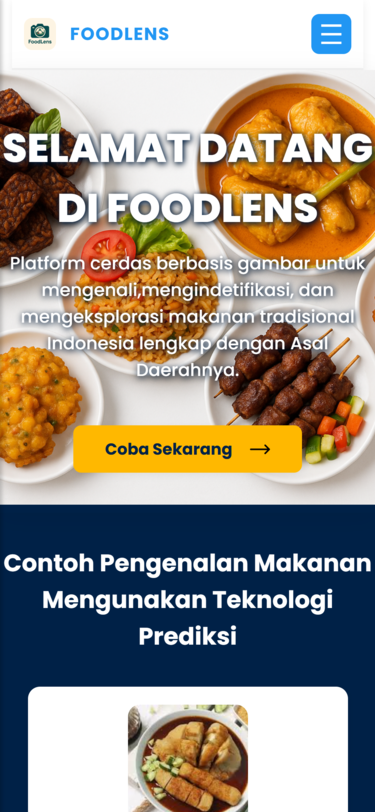 FoodLens
FOODLENS
SELAMAT DATANG
DI FOODLENS
Platform cerdas berbasis gambar untuk
mengenali,mengindetifikasi, dan
mengeksplorasi makanan tradisional
Indonesia lengkap dengan Asal
Daerahnya.
Coba Sekarang →
Contoh Pengenalan Makanan
Mengunakan Teknologi
Prediksi